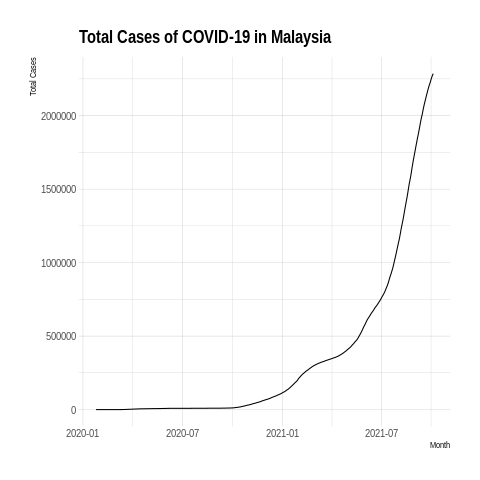 Total Cases of COVID-19 in Malaysia
Total Cases
2000000
1500000
1000000
500000
0
2020-01 2020-07 2021-01 2021-07
Month